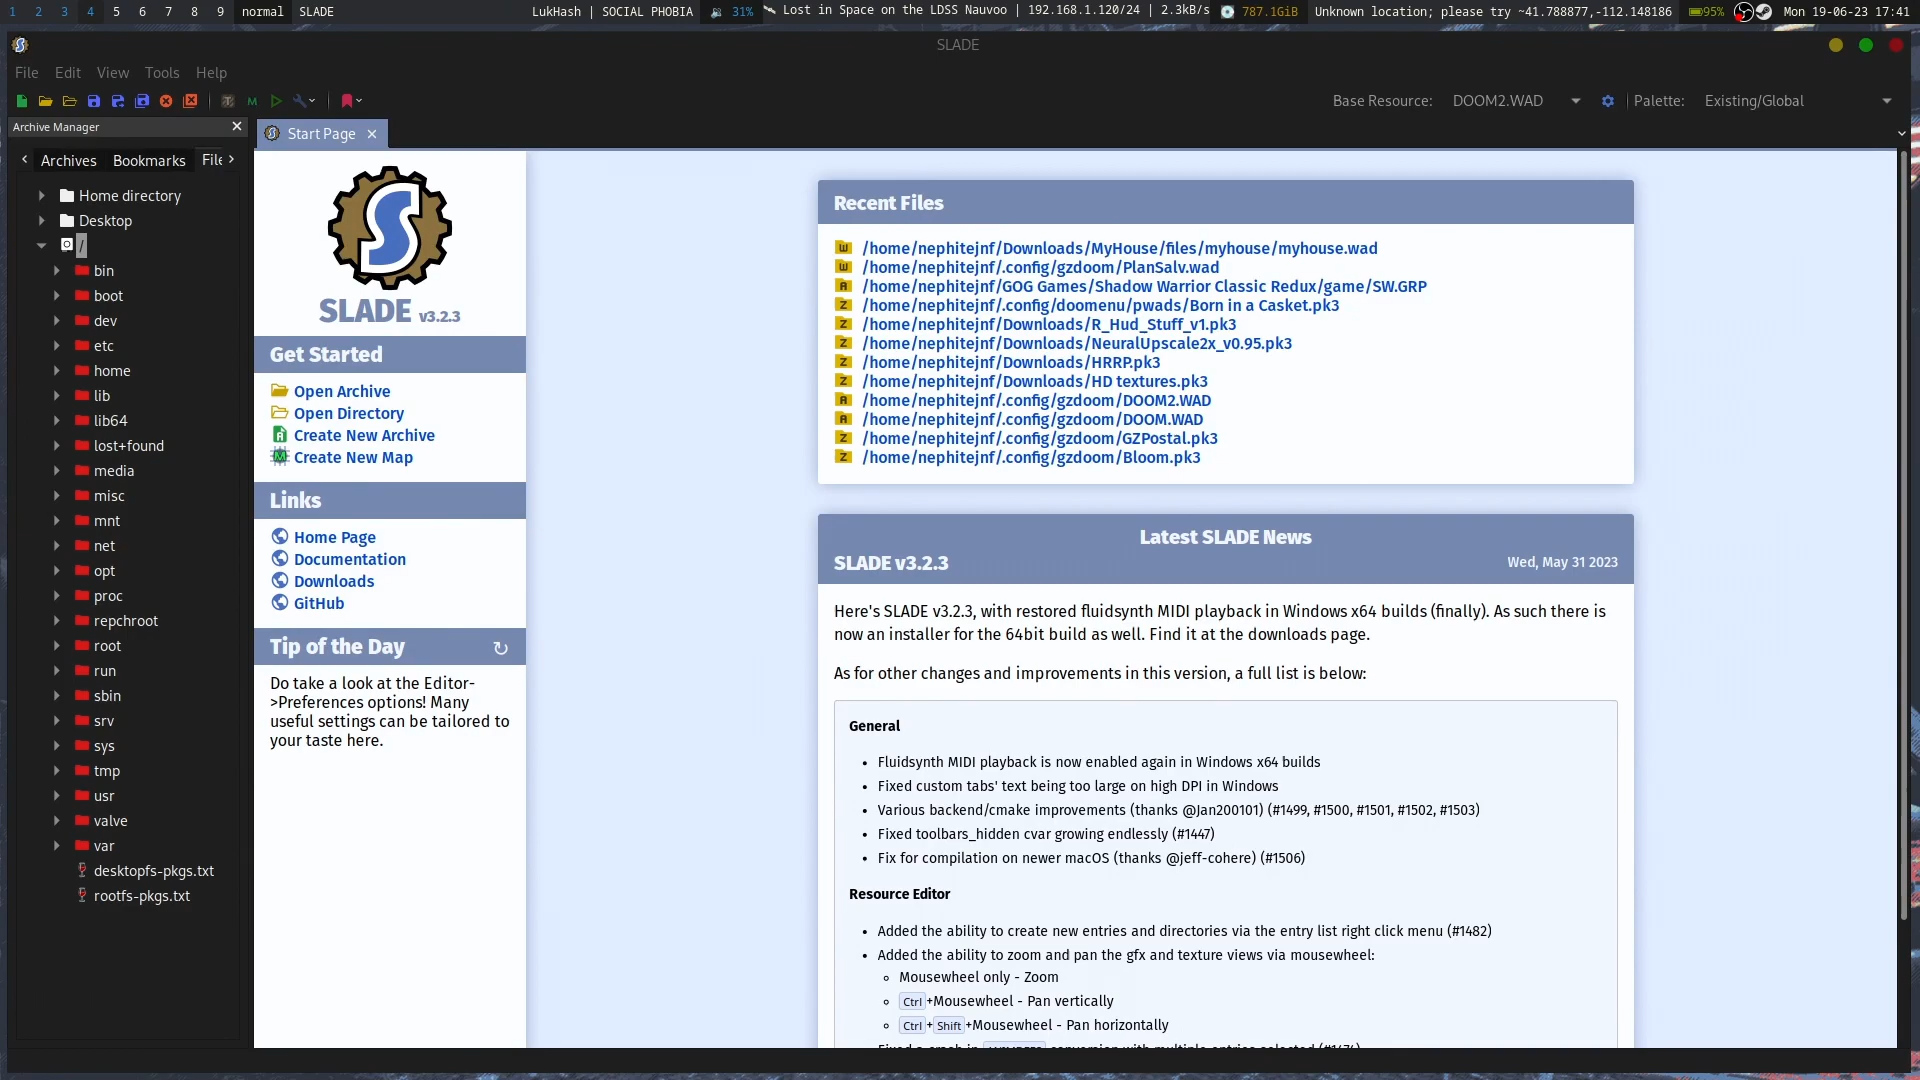 1 2 3 4 5 6 7 8 9 normal SLADE LukHash | SOCIAL PHOBIA 31% Lost in Space on the LDSS Nauvoo | 192.168.1.120/24 | 2.3kB/s 787.1GiB Unknown location; please try ~41.788877,-112.148186 95% Mon 19-06-23 17:41
SLADE
File Edit View Tools Help
Base Resource: DOOM2.WAD Palette: Existing/Global
Archive Manager
Start Page
Archives Bookmarks File
Home directory
Desktop
/
bin
boot
dev
etc
home
lib
lib64
lost+found
media
misc
mnt
net
opt
proc
repchroot
root
run
sbin
srv
sys
tmp
usr
valve
var
desktopfs-pkgs.txt
rootfs-pkgs.txt
SLADE v3.2.3
Get Started
Open Archive
Open Directory
Create New Archive
Create New Map
Links
Home Page
Documentation
Downloads
GitHub
Tip of the Day
Do take a look at the Editor-
>Preferences options! Many
useful settings can be tailored to
your taste here.
Recent Files
/home/nephitejnf/Downloads/MyHouse/files/myhouse/myhouse.wad
/home/nephitejnf/.config/gzdoom/PlanSalv.wad
/home/nephitejnf/GOG Games/Shadow Warrior Classic Redux/game/SW.GRP
/home/nephitejnf/.config/doomenu/pwads/Born in a Casket.pk3
/home/nephitejnf/Downloads/R_Hud_Stuff_v1.pk3
/home/nephitejnf/Downloads/NeuralUpscale2x_v0.95.pk3
/home/nephitejnf/Downloads/HRRP.pk3
/home/nephitejnf/Downloads/HD textures.pk3
/home/nephitejnf/.config/gzdoom/DOOM2.WAD
/home/nephitejnf/.config/gzdoom/DOOM.WAD
/home/nephitejnf/.config/gzdoom/GZPostal.pk3
/home/nephitejnf/.config/gzdoom/Bloom.pk3
Latest SLADE News
SLADE v3.2.3 Wed, May 31 2023
Here's SLADE v3.2.3, with restored fluidsynth MIDI playback in Windows x64 builds (finally). As such there is
now an installer for the 64bit build as well. Find it at the downloads page.
As for other changes and improvements in this version, a full list is below:
General
• Fluidsynth MIDI playback is now enabled again in Windows x64 builds
• Fixed custom tabs' text being too large on high DPI in Windows
• Various backend/cmake improvements (thanks @Jan200101) (#1499, #1500, #1501, #1502, #1503)
• Fixed toolbars_hidden cvar growing endlessly (#1447)
• Fix for compilation on newer macOS (thanks @jeff-cohere) (#1506)
Resource Editor
• Added the ability to create new entries and directories via the entry list right click menu (#1482)
• Added the ability to zoom and pan the gfx and texture views via mousewheel:
Mousewheel only - Zoom
Ctrl+Mousewheel - Pan vertically
Ctrl+Shift+Mousewheel - Pan horizontally